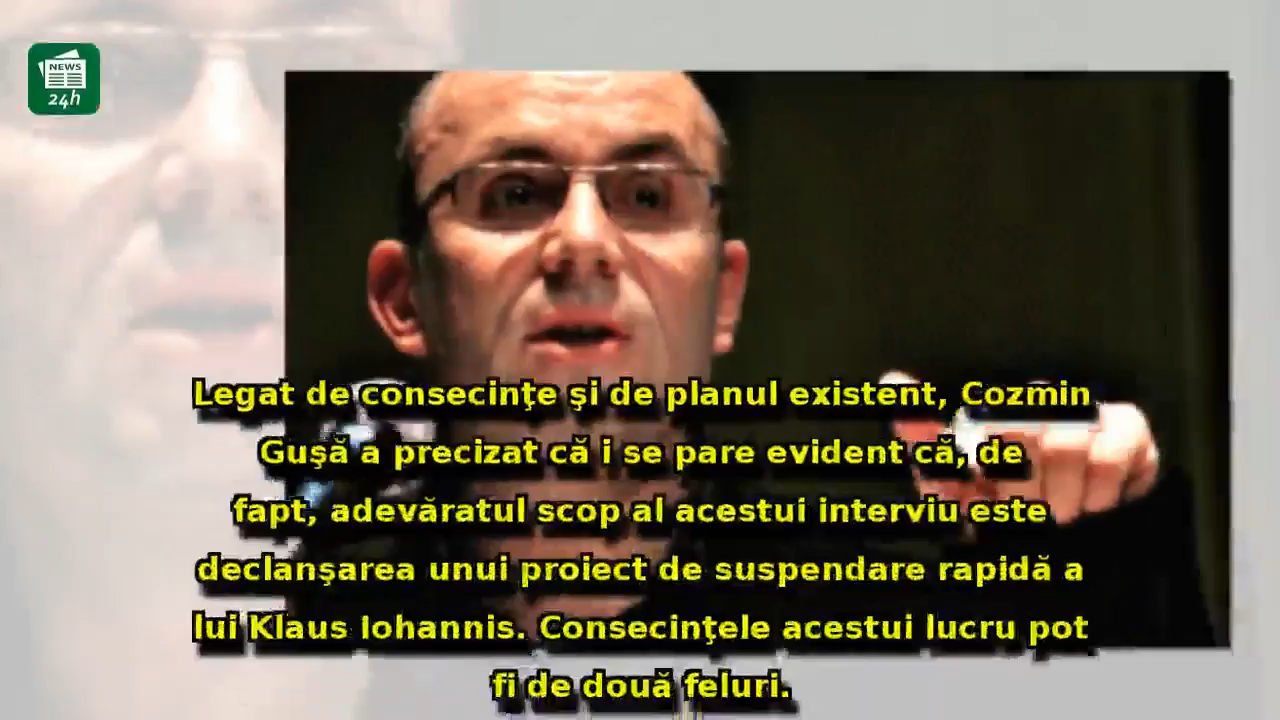 NEWS
24h
Legat de consecinţe şi de planul existent, Cozmin
Guşă a precizat că i se pare evident că, de
fapt, adevăratul scop al acestui interviu este
declanşarea unui proiect de suspendare rapidă a
lui Klaus Iohannis. Consecinţele acestui lucru pot
fi de două feluri.